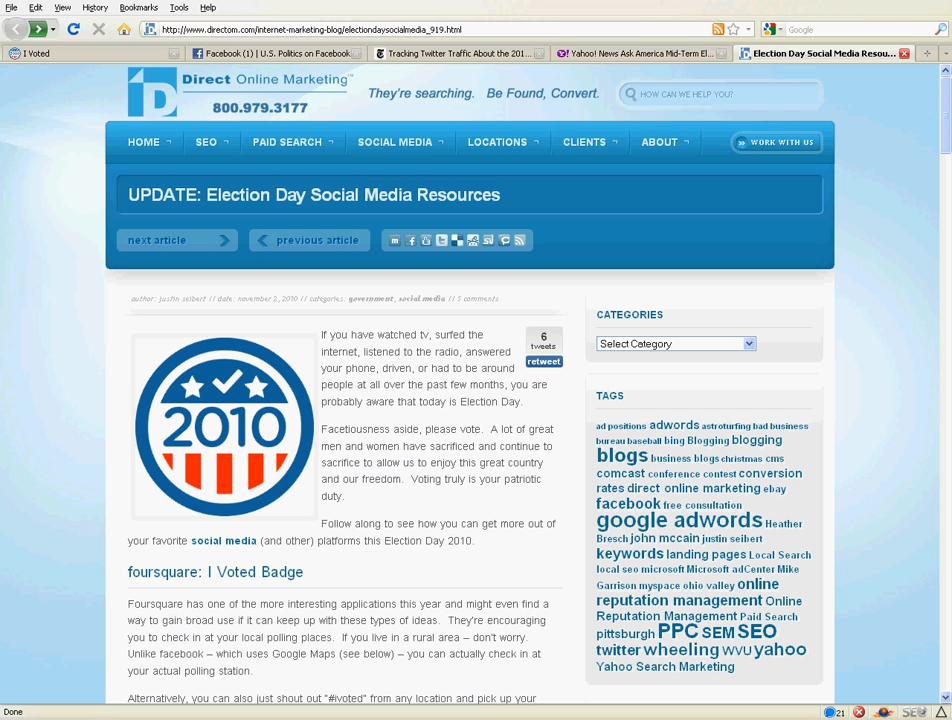 File Edit View History Bookmarks Tools Help
http://www.directom.com/internet-marketing-blog/electiondaysocialmedia_919.html
Google
I Voted
Facebook (1) | U.S. Politics on Facebook
Tracking Twitter Traffic About the 201...
Yahoo! News Ask America Mid-Term El...
Election Day Social Media Resou...
Direct Online Marketing™
800.979.3177
They're searching. Be Found, Convert.
HOW CAN WE HELP YOU?
HOME SEO PAID SEARCH SOCIAL MEDIA LOCATIONS CLIENTS ABOUT WORK WITH US
UPDATE: Election Day Social Media Resources
next article previous article
author: justin seibert // date: november 2, 2010 // categories: government, social media // 5 comments
2010
If you have watched tv, surfed the
internet, listened to the radio, answered
your phone, driven, or had to be around
people at all over the past few months, you are
probably aware that today is Election Day.
6
tweets
retweet
Facetiousness aside, please vote. A lot of great
men and women have sacrificed and continue to
sacrifice to allow us to enjoy this great country
and our freedom. Voting truly is your patriotic
duty.
Follow along to see how you can get more out of
your favorite social media (and other) platforms this Election Day 2010.
foursquare: I Voted Badge
Foursquare has one of the more interesting applications this year and might even find a
way to gain broad use if it can keep up with these types of ideas. They're encouraging
you to check in at your local polling places. If you live in a rural area – don't worry.
Unlike facebook – which uses Google Maps (see below) – you can actually check in at
your actual polling station.
Alternatively, you can also just shout out "#ivoted" from any location and pick up your
CATEGORIES
Select Category
TAGS
ad positions adwords astroturfing bad business
bureau baseball bing Blogging blogging
blogs business blogs christmas cms
comcast conference contest conversion
rates direct online marketing ebay
facebook free consultation
google adwords Heather
Bresch john mccain justin seibert
keywords landing pages Local Search
local seo microsoft Microsoft adCenter Mike
Garrison myspace ohio valley online
reputation management Online
Reputation Management Paid Search
pittsburgh PPC SEM SEO
twitter wheeling WVU yahoo
Yahoo Search Marketing
Done
21